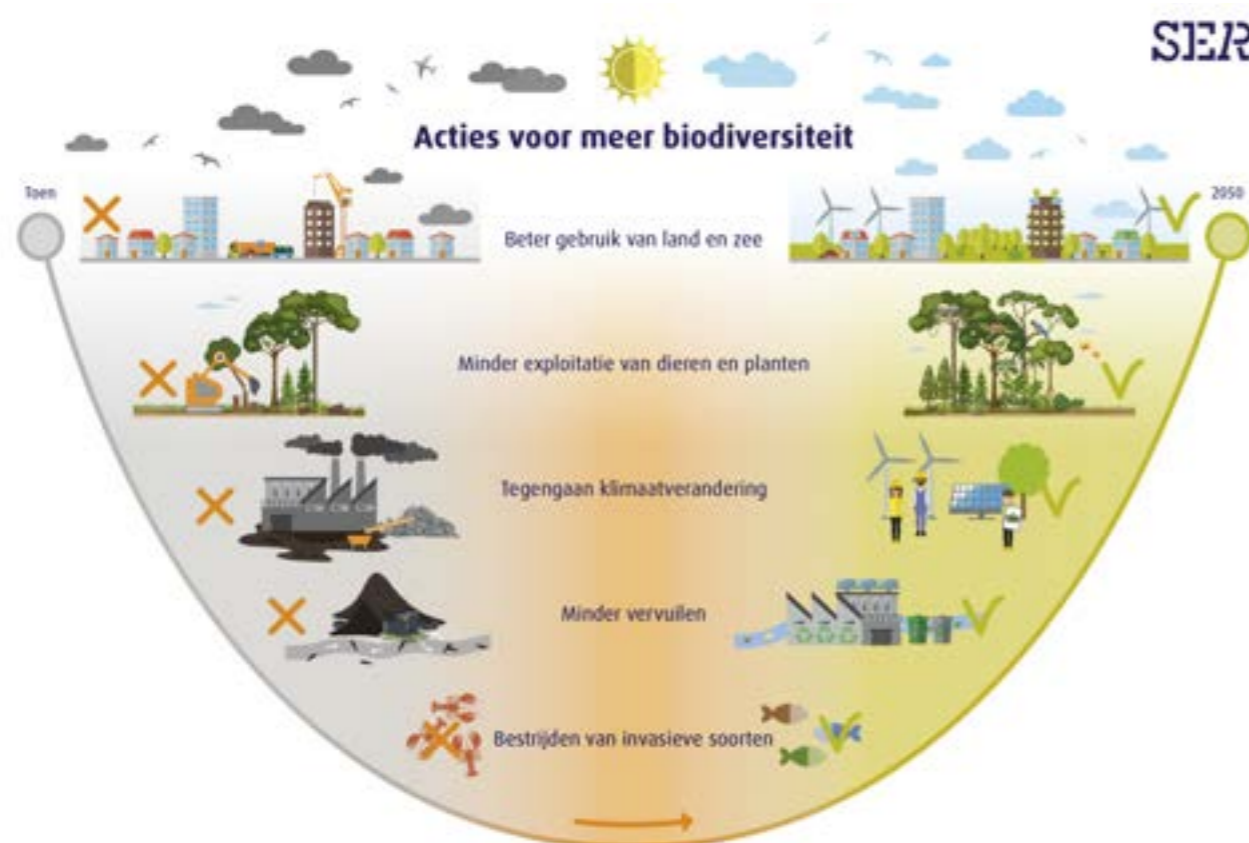 SER
Acties voor meer biodiversiteit
Toen
2050
Beter gebruik van land en zee
Minder exploitatie van dieren en planten
Tegengaan klimaatverandering
Minder vervuilen
Bestrijden van invasieve soorten